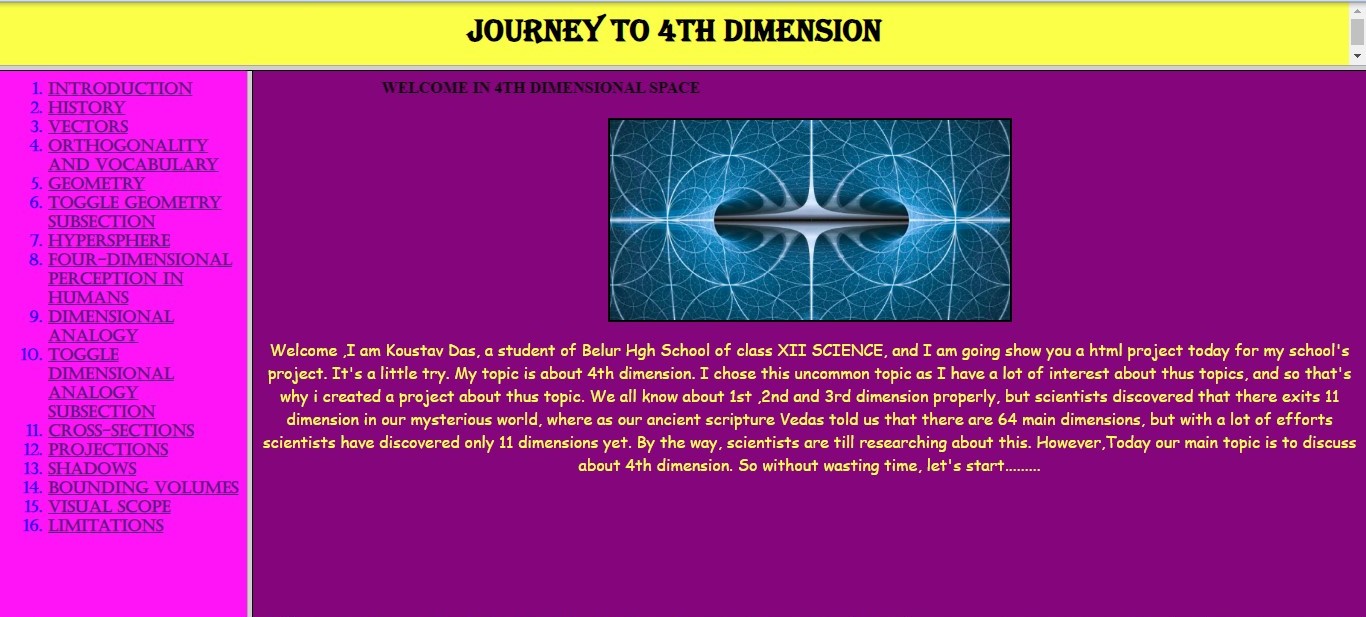 JOURNEY TO 4TH DIMENSION
1. INTRODUCTION
2. HISTORY
3. VECTORS
4. ORTHOGONALITY
AND VOCABULARY
5. GEOMETRY
6. TOGGLE GEOMETRY
SUBSECTION
7. HYPERSPHERE
8. FOUR-DIMENSIONAL
PERCEPTION IN
HUMANS
9. DIMENSIONAL
ANALOGY
10. TOGGLE
DIMENSIONAL
ANALOGY
SUBSECTION
11. CROSS-SECTIONS
12. PROJECTIONS
13. SHADOWS
14. BOUNDING VOLUMES
15. VISUAL SCOPE
16. LIMITATIONS
WELCOME IN 4TH DIMENSIONAL SPACE
Welcome ,I am Koustav Das, a student of Belur Hgh School of class XII SCIENCE, and I am going show you a html project today for my school's
project. It's a little try. My topic is about 4th dimension. I chose this uncommon topic as I have a lot of interest about thus topics, and so that's
why i created a project about thus topic. We all know about 1st ,2nd and 3rd dimension properly, but scientists discovered that there exits 11
dimension in our mysterious world, where as our ancient scripture Vedas told us that there are 64 main dimensions, but with a lot of efforts
scientists have discovered only 11 dimensions yet. By the way, scientists are till researching about this. However,Today our main topic is to discuss
about 4th dimension. So without wasting time, let's start.........